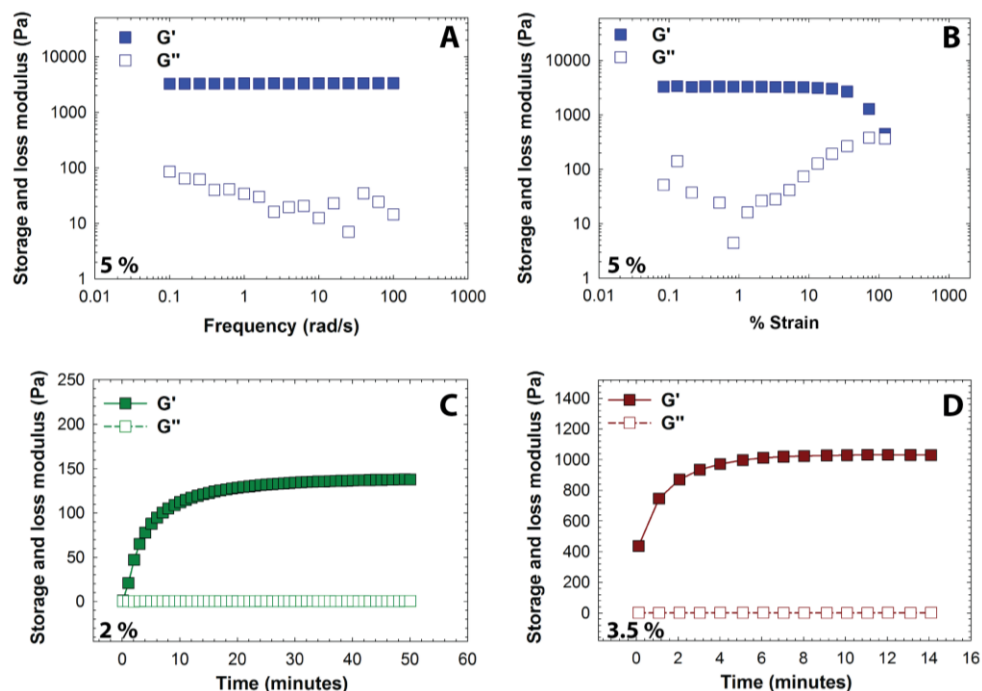 Storage and loss modulus (Pa)
10000
1000
100
10
1
G'
G''
A
5 %
0.01 0.1 1 10 100 1000
Frequency (rad/s)
Storage and loss modulus (Pa)
10000
1000
100
10
1
G'
G''
B
5 %
0.01 0.1 1 10 100 1000
% Strain
Storage and loss modulus (Pa)
250
200
150
100
50
0
G'
G''
C
2 %
0 10 20 30 40 50 60
Time (minutes)
Storage and loss modulus (Pa)
1400
1200
1000
800
600
400
200
0
G'
G''
D
3.5 %
0 2 4 6 8 10 12 14 16
Time (minutes)